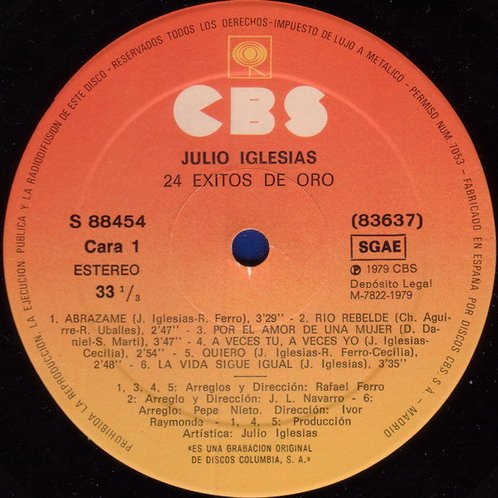 RESERVADOS TODOS LOS DERECHOS-IMPUESTO DE LUJO A METALICO - PERMISO NUM. 7053 - FABRICADO EN ESPAÑA POR DISCOS CBS S. A. - MADRID
PROHIBIDA LA REPRODUCCION, LA EJECUCION PUBLICA Y LA RADIODIFUSION DE ESTE DISCO -
CBS
JULIO IGLESIAS
24 EXITOS DE ORO
S 88454 (83637)
Cara 1 SGAE
ESTEREO ℗ 1979 CBS
33 1/3 Depósito Legal
M-7822-1979
1. ABRAZAME (J. Iglesias-R. Ferro), 3'29'' - 2. RIO REBELDE (Ch. Agui-
rre-R. Uballes), 2'47'' - 3. POR EL AMOR DE UNA MUJER (D. Da-
niel-S. Martí), 3'47'' - 4. A VECES TU, A VECES YO (J. Iglesias-
Cecilia), 2'54'' - 5. QUIERO (J. Iglesias-R. Ferro-Cecilia),
2'48'' - 6. LA VIDA SIGUE IGUAL (J. Iglesias), 3'35''
1, 3, 4, 5: Arreglos y Dirección: Rafael Ferro
2: Arreglo y Dirección: J. L. Navarro - 6:
Arreglo: Pepe Nieto. Dirección: Ivor
Raymonde - 1, 4, 5: Producción
Artística: Julio Iglesias
«ES UNA GRABACION ORIGINAL
DE DISCOS COLUMBIA, S. A.»